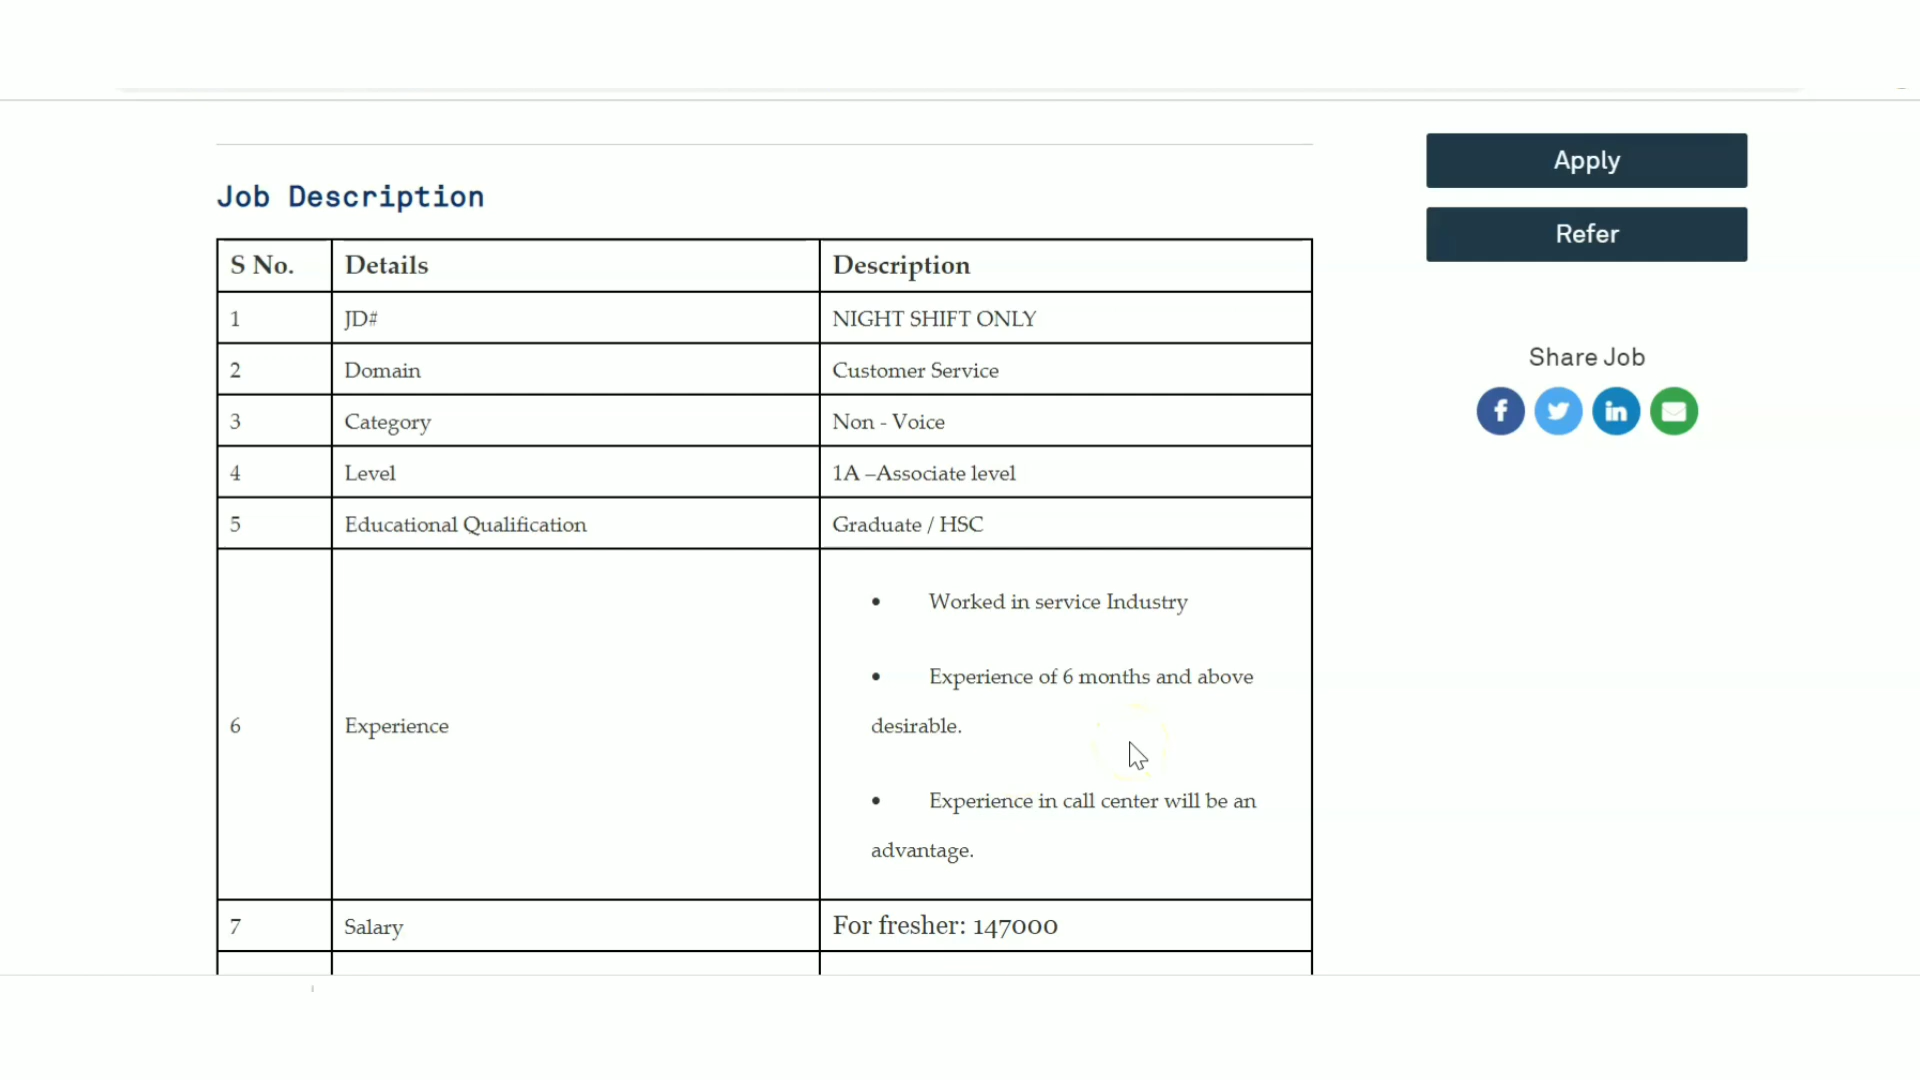 Job Description
S No. Details Description
1 JD# NIGHT SHIFT ONLY
2 Domain Customer Service
3 Category Non - Voice
4 Level 1A –Associate level
5 Educational Qualification Graduate / HSC
6 Experience
• Worked in service Industry
• Experience of 6 months and above
desirable.
• Experience in call center will be an
advantage.
7 Salary For fresher: 147000
Apply
Refer
Share Job